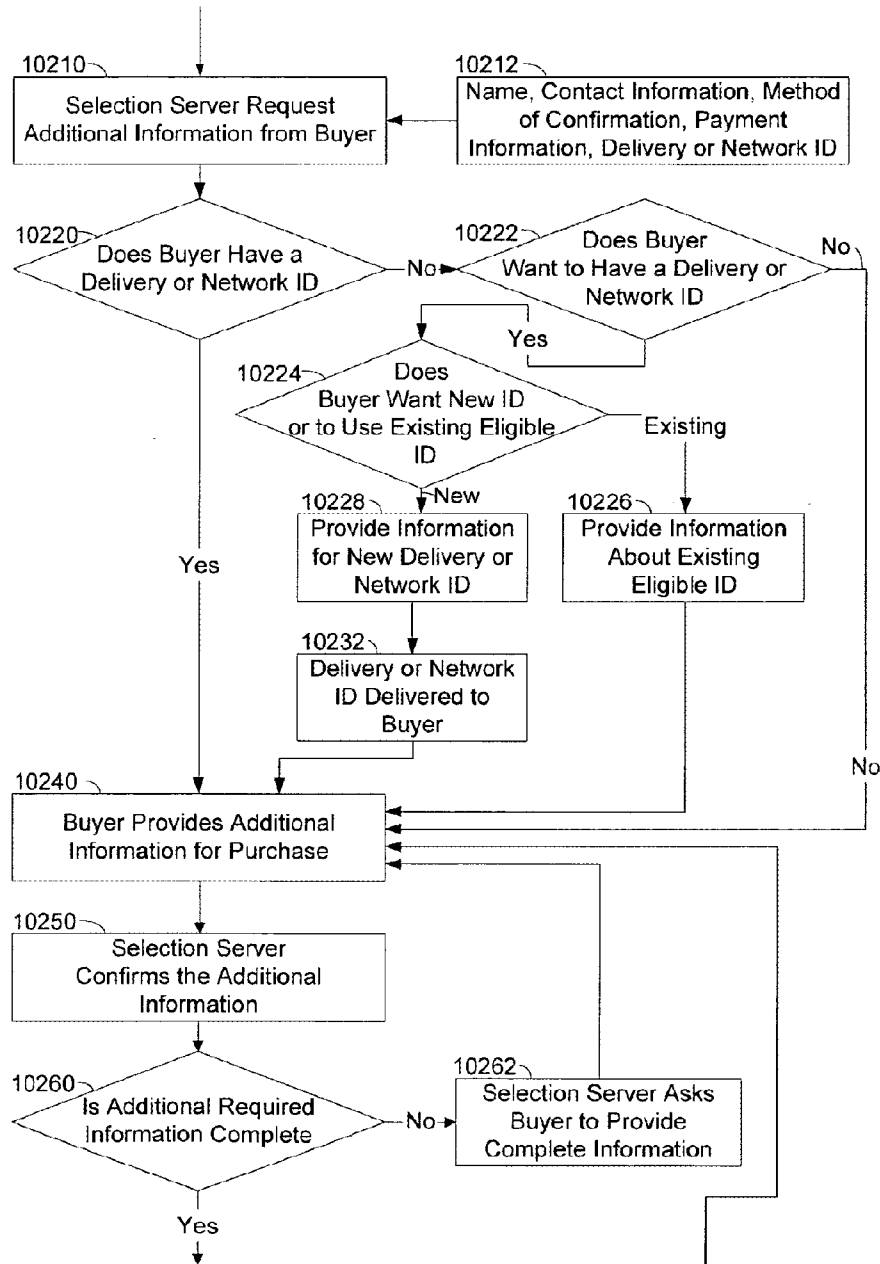 10210
Selection Server Request
Additional Information from Buyer
10212
Name, Contact Information, Method
of Confirmation, Payment
Information, Delivery or Network ID
10220
Does Buyer Have a
Delivery or Network ID
No
10222
Does Buyer
Want to Have a Delivery or
Network ID
No
Yes
10224
Does
Buyer Want New ID
or to Use Existing Eligible
ID
Existing
New
10228
Provide Information
for New Delivery or
Network ID
10226
Provide Information
About Existing
Eligible ID
Yes
10232
Delivery or Network
ID Delivered to
Buyer
No
10240
Buyer Provides Additional
Information for Purchase
10250
Selection Server
Confirms the Additional
Information
10260
Is Additional Required
Information Complete
No
10262
Selection Server Asks
Buyer to Provide
Complete Information
Yes